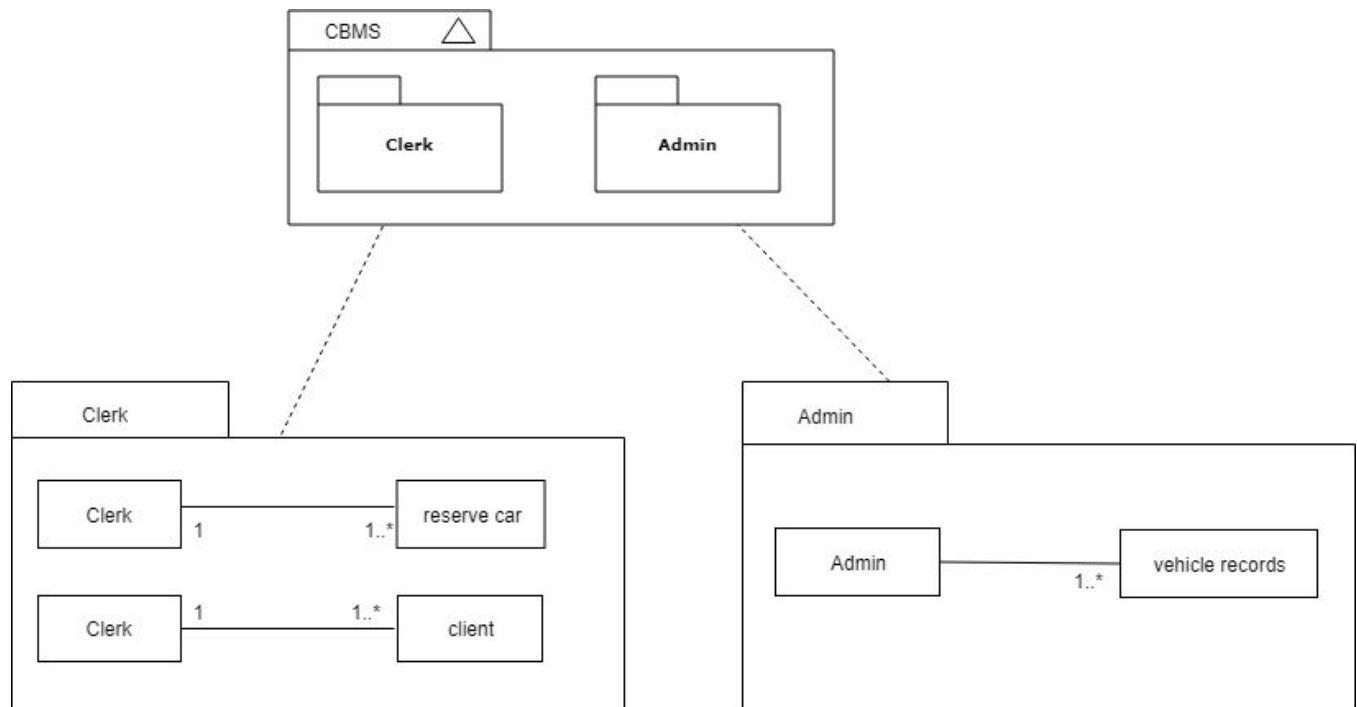 CBMS
Clerk
Admin
Clerk
Admin
Clerk
1
1..*
reserve car
Clerk
1
1..*
client
Admin
1..*
vehicle records